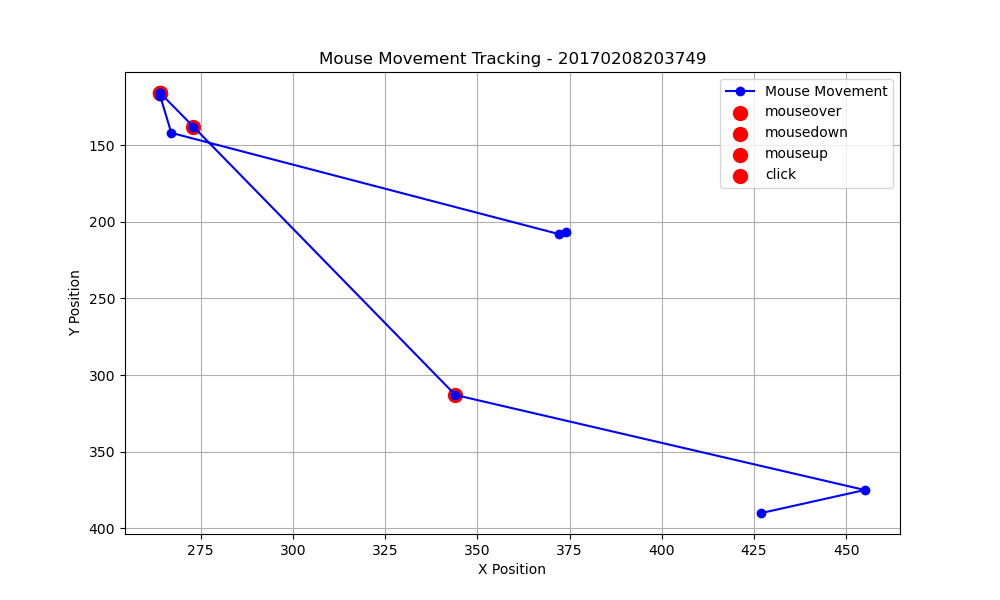 Mouse Movement Tracking - 20170208203749
Mouse Movement
mouseover
mousedown
mouseup
click
150
200
250
300
350
400
Y Position
275 300 325 350 375 400 425 450
X Position